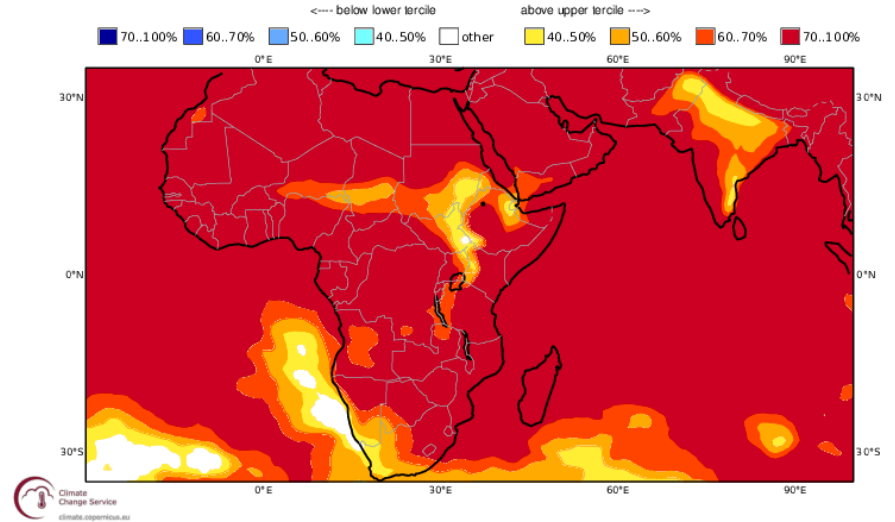 <---- below lower tercile above upper tercile ---->
70..100% 60..70% 50..60% 40..50% other 40..50% 50..60% 60..70% 70..100%
0°E 30°E 60°E 90°E
30°N 30°N
0°N 0°N
30°S 30°S
0°E 30°E 60°E 90°E
Climate
Change Service
climate.copernicus.eu